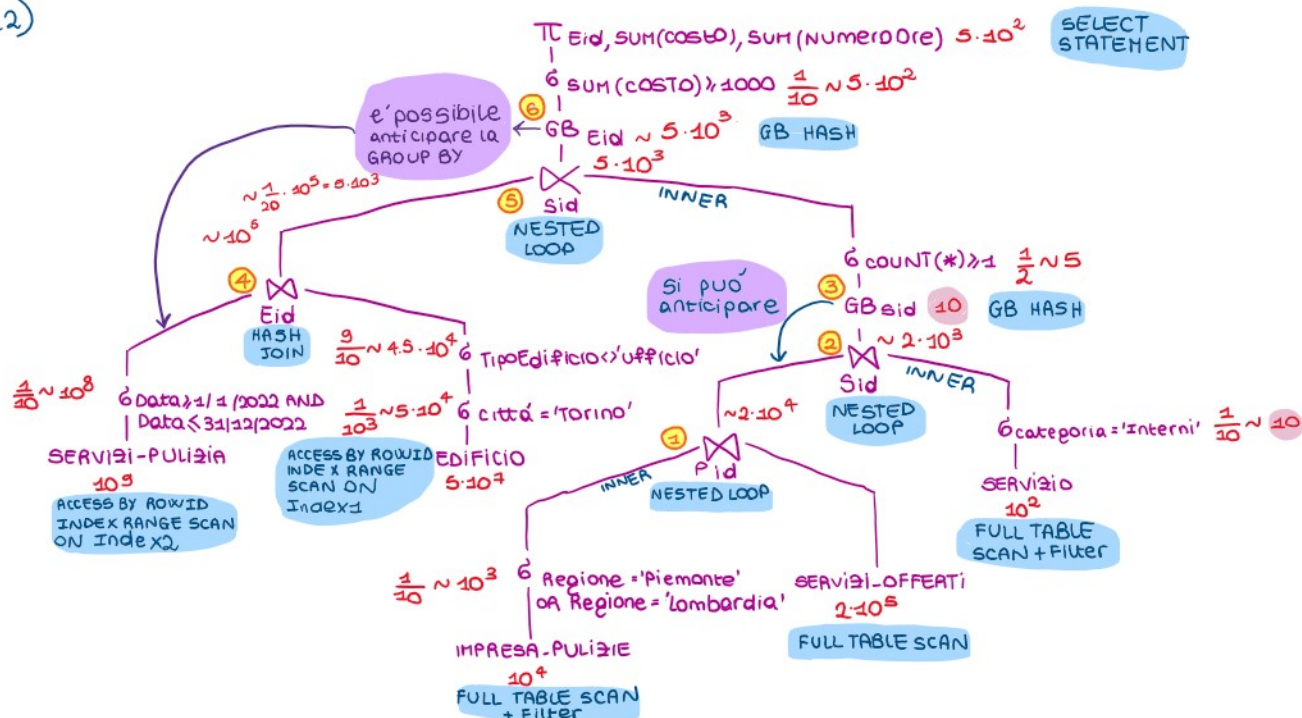 2)
π Eid, SUM(COSTO), SUM(NUMERODORE) 5·10²
SELECT
STATEMENT
σ SUM(COSTO)⩾1000 1/10 ~ 5·10²
6
é possibile
anticipare la
GROUP BY
GB Eid ~ 5·10³
GB HASH
5·10³
~ 1/20 · 10⁵ = 5·10³
5
Sid
INNER
NESTED
LOOP
~10⁵
σ COUNT(*)⩾1 1/2 ~ 5
4
Eid
HASH
JOIN
Si può
anticipare
3
GB Sid 10
GB HASH
9/10 ~ 4.5·10⁴
σ TipoEdificio<>'Ufficio'
2
~ 2·10³
Sid
INNER
NESTED
LOOP
1/10 ~ 10⁸
σ Data⩾1/1/2022 AND
Data⩽31/12/2022
1/10³ ~ 5·10⁴
σ Cittá = 'Torino'
~2·10⁴
σ categoria='Interni' 1/10 ~ 10
SERVIZI-PULIZIA
10⁹
ACCESS BY ROWID
INDEX RANGE SCAN
ON Index2
ACCESS BY ROWID
INDEX RANGE
SCAN ON
Index1
EDIFICIO
5·10⁷
1
Pid
INNER
NESTED LOOP
SERVIZIO
10²
FULL TABLE
SCAN + Filter
1/10 ~ 10³
σ Regione ='Piemonte'
OR Regione ='Lombardia'
SERVIZI-OFFERTI
2·10⁵
FULL TABLE SCAN
IMPRESA-PULIZIE
10⁴
FULL TABLE SCAN
+ Filter